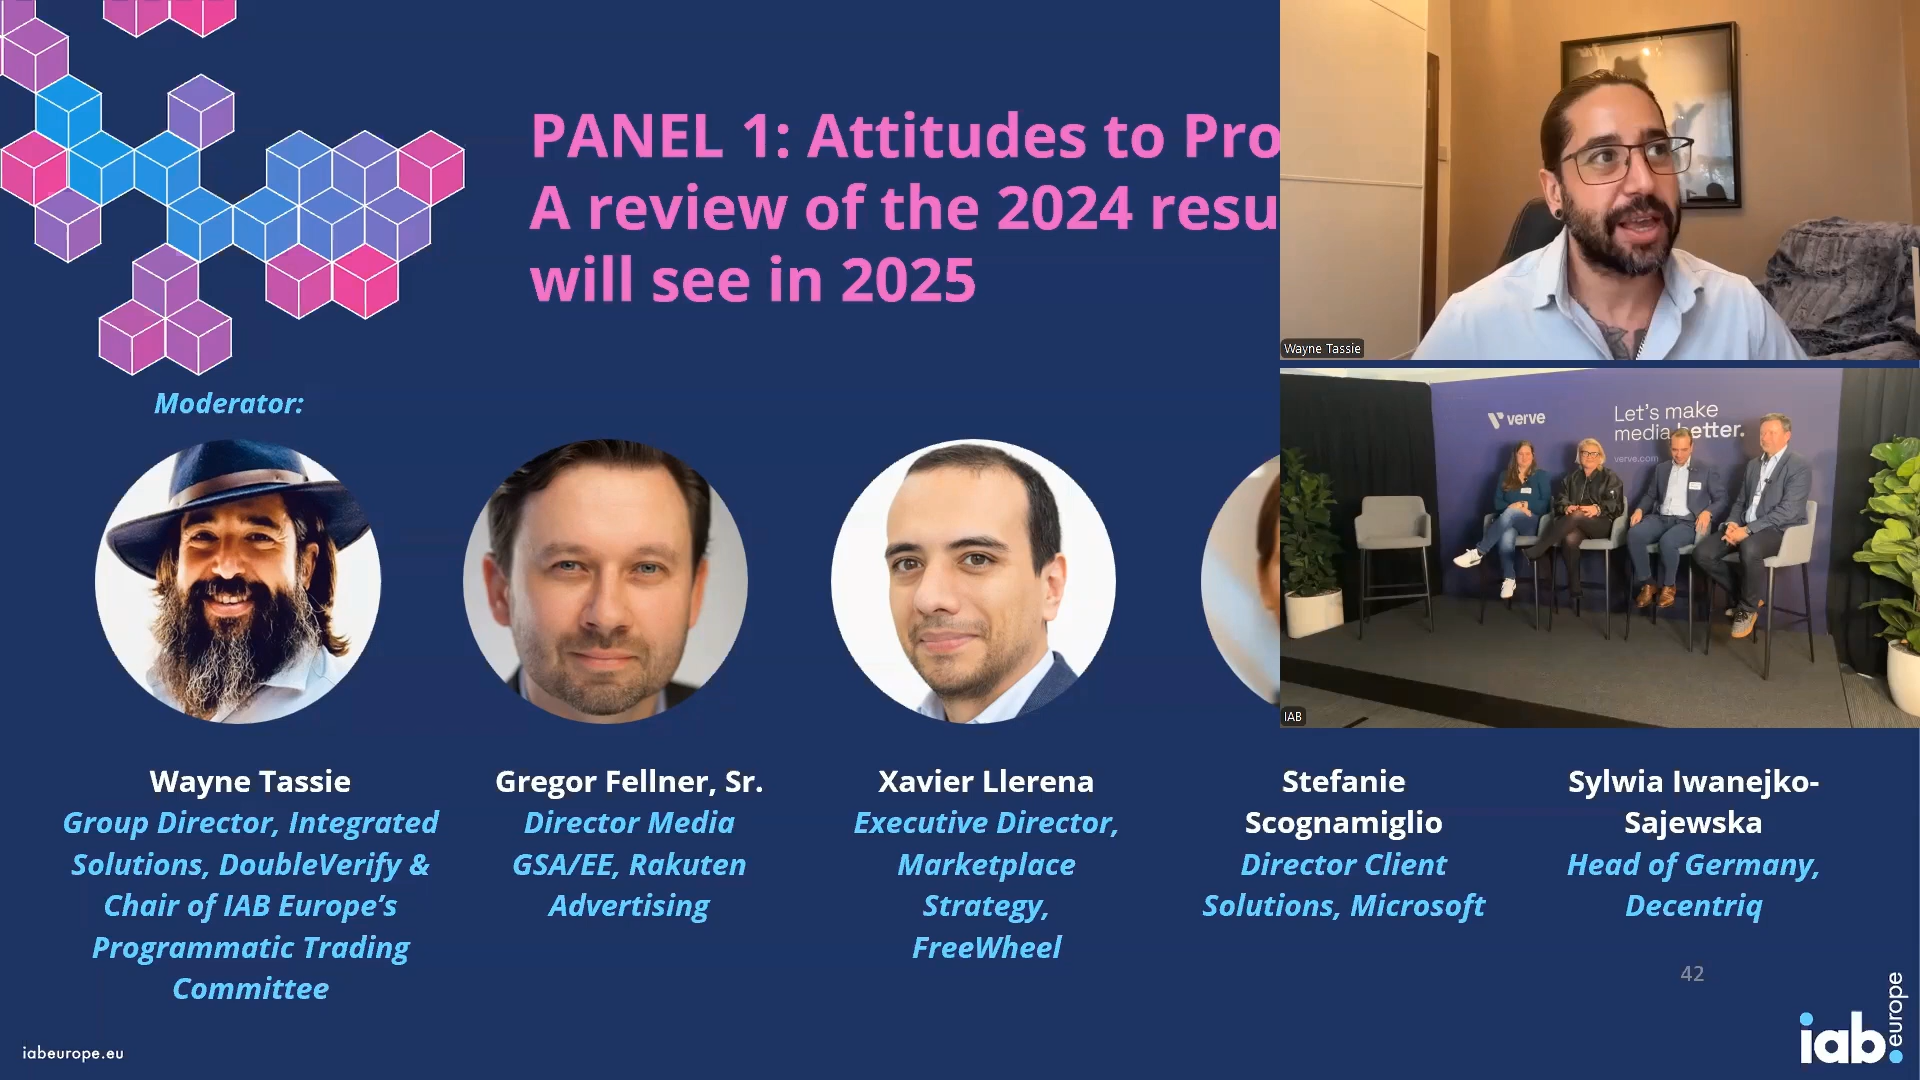 PANEL 1: Attitudes to Pro
A review of the 2024 resu
will see in 2025
Wayne Tassie
verve
Let's make
media better.
verve.com
IAB
Moderator:
Wayne Tassie
Group Director, Integrated
Solutions, DoubleVerify &
Chair of IAB Europe’s
Programmatic Trading
Committee
Gregor Fellner, Sr.
Director Media
GSA/EE, Rakuten
Advertising
Xavier Llerena
Executive Director,
Marketplace
Strategy,
FreeWheel
Stefanie
Scognamiglio
Director Client
Solutions, Microsoft
Sylwia Iwanejko-
Sajewska
Head of Germany,
Decentriq
42
iabeurope.eu
iab.europe